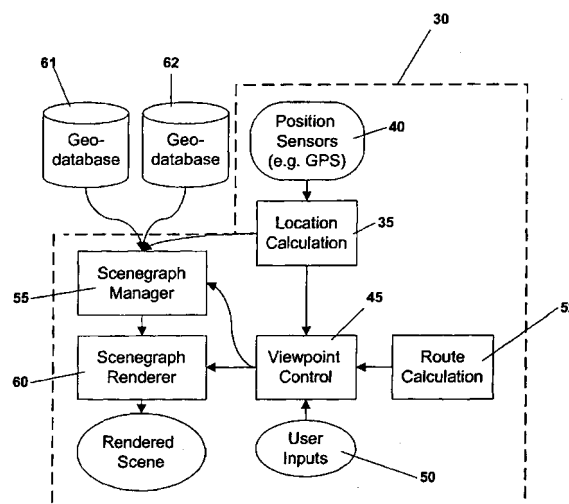 30
61
62
Geo-
database
Geo-
database
Position
Sensors
(e.g. GPS)
40
Location
Calculation
35
Scenegraph
Manager
55
45
Scenegraph
Renderer
60
Viewpoint
Control
Route
Calculation
Rendered
Scene
User
Inputs
50